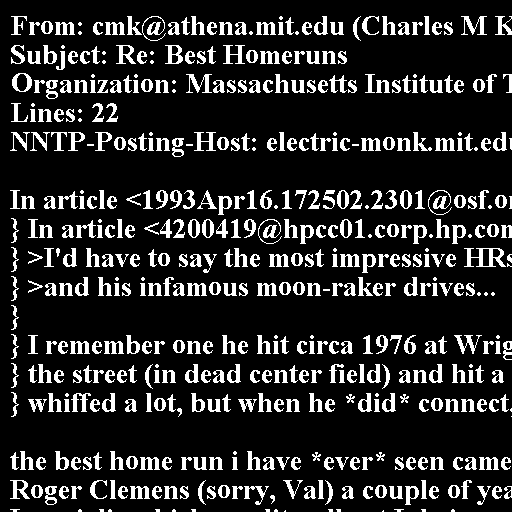 From: cmk@athena.mit.edu (Charles M K
Subject: Re: Best Homeruns
Organization: Massachusetts Institute of T
Lines: 22
NNTP-Posting-Host: electric-monk.mit.edu
In article <1993Apr16.172502.2301@osf.or
} In article <4200419@hpcc01.corp.hp.com
} >I'd have to say the most impressive HRs
} >and his infamous moon-raker drives...
}
} I remember one he hit circa 1976 at Wrig
} the street (in dead center field) and hit a
} whiffed a lot, but when he *did* connect,
the best home run i have *ever* seen came
Roger Clemens (sorry, Val) a couple of yea